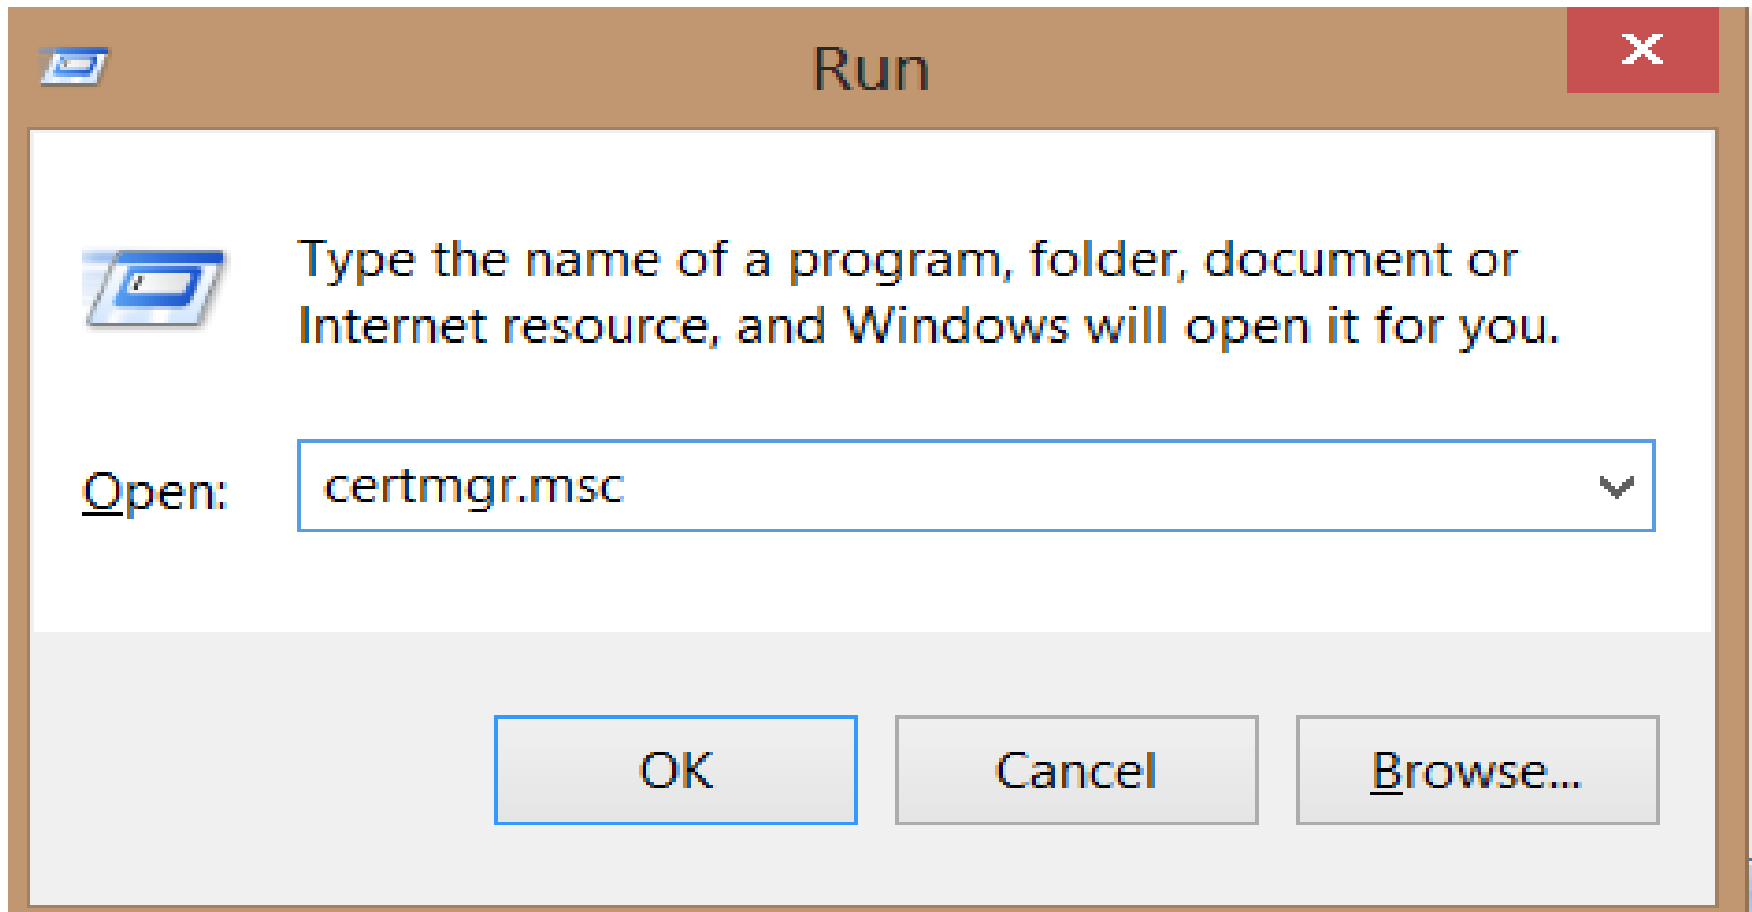 Run
Type the name of a program, folder, document or
Internet resource, and Windows will open it for you.
Open: certmgr.msc
OK Cancel Browse...